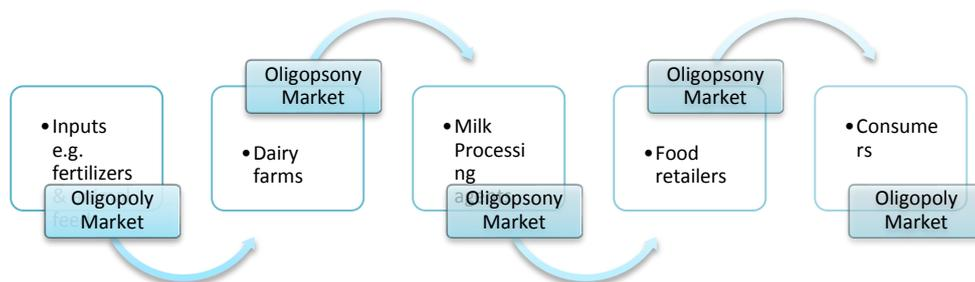 •Inputs
e.g.
fertilizers
Oligopoly
Market
Oligopsony
Market
•Dairy
farms
•Milk
Processi
ng
Oligopsony
Market
Oligopsony
Market
•Food
retailers
•Consume
rs
Oligopoly
Market